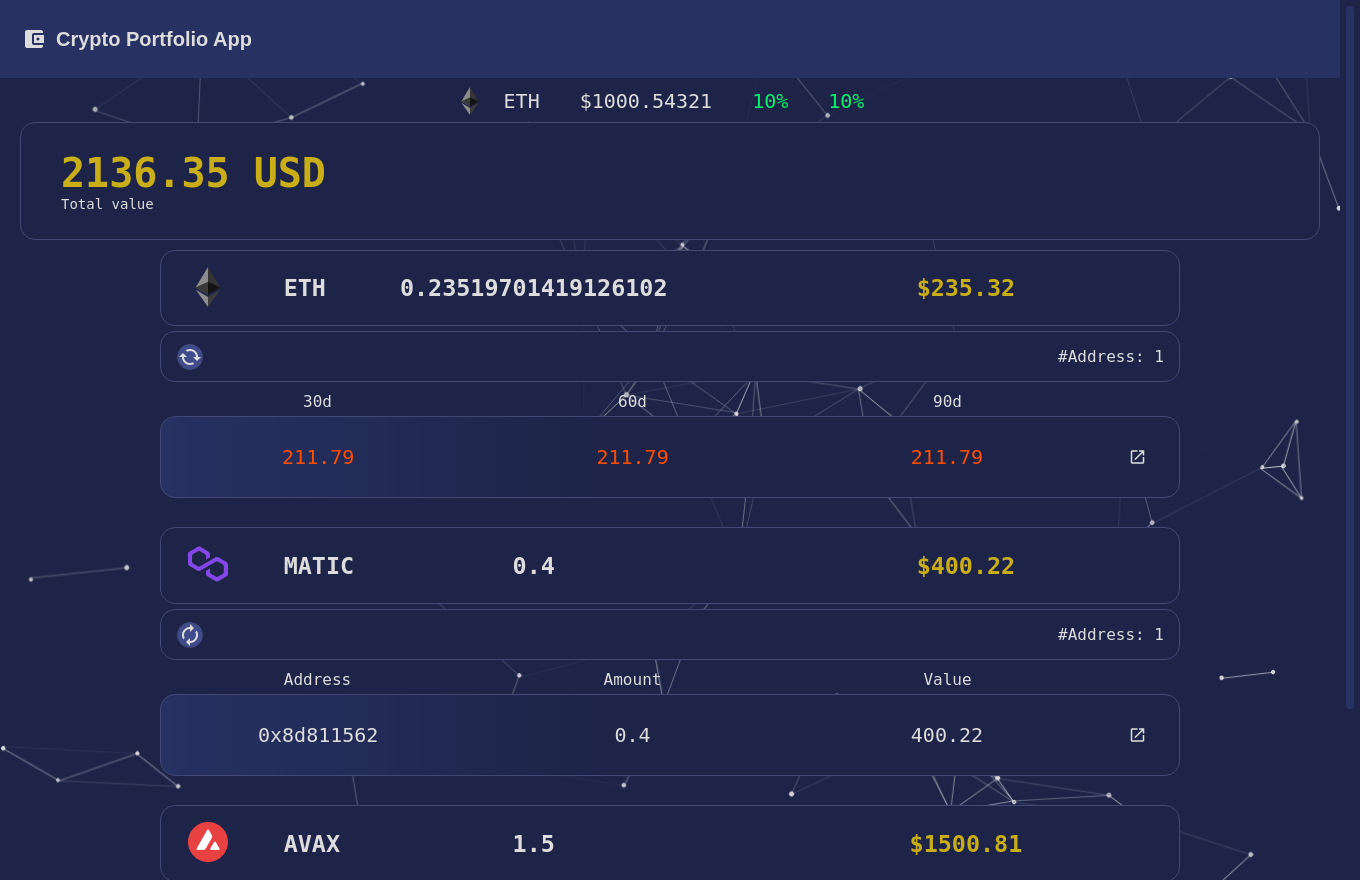 Crypto Portfolio App
ETH $1000.54321 10% 10%
2136.35 USD
Total value
ETH 0.23519701419126102 $235.32
#Address: 1
30d 60d 90d
211.79 211.79 211.79
MATIC 0.4 $400.22
#Address: 1
Address Amount Value
0x8d811562 0.4 400.22
AVAX 1.5 $1500.81